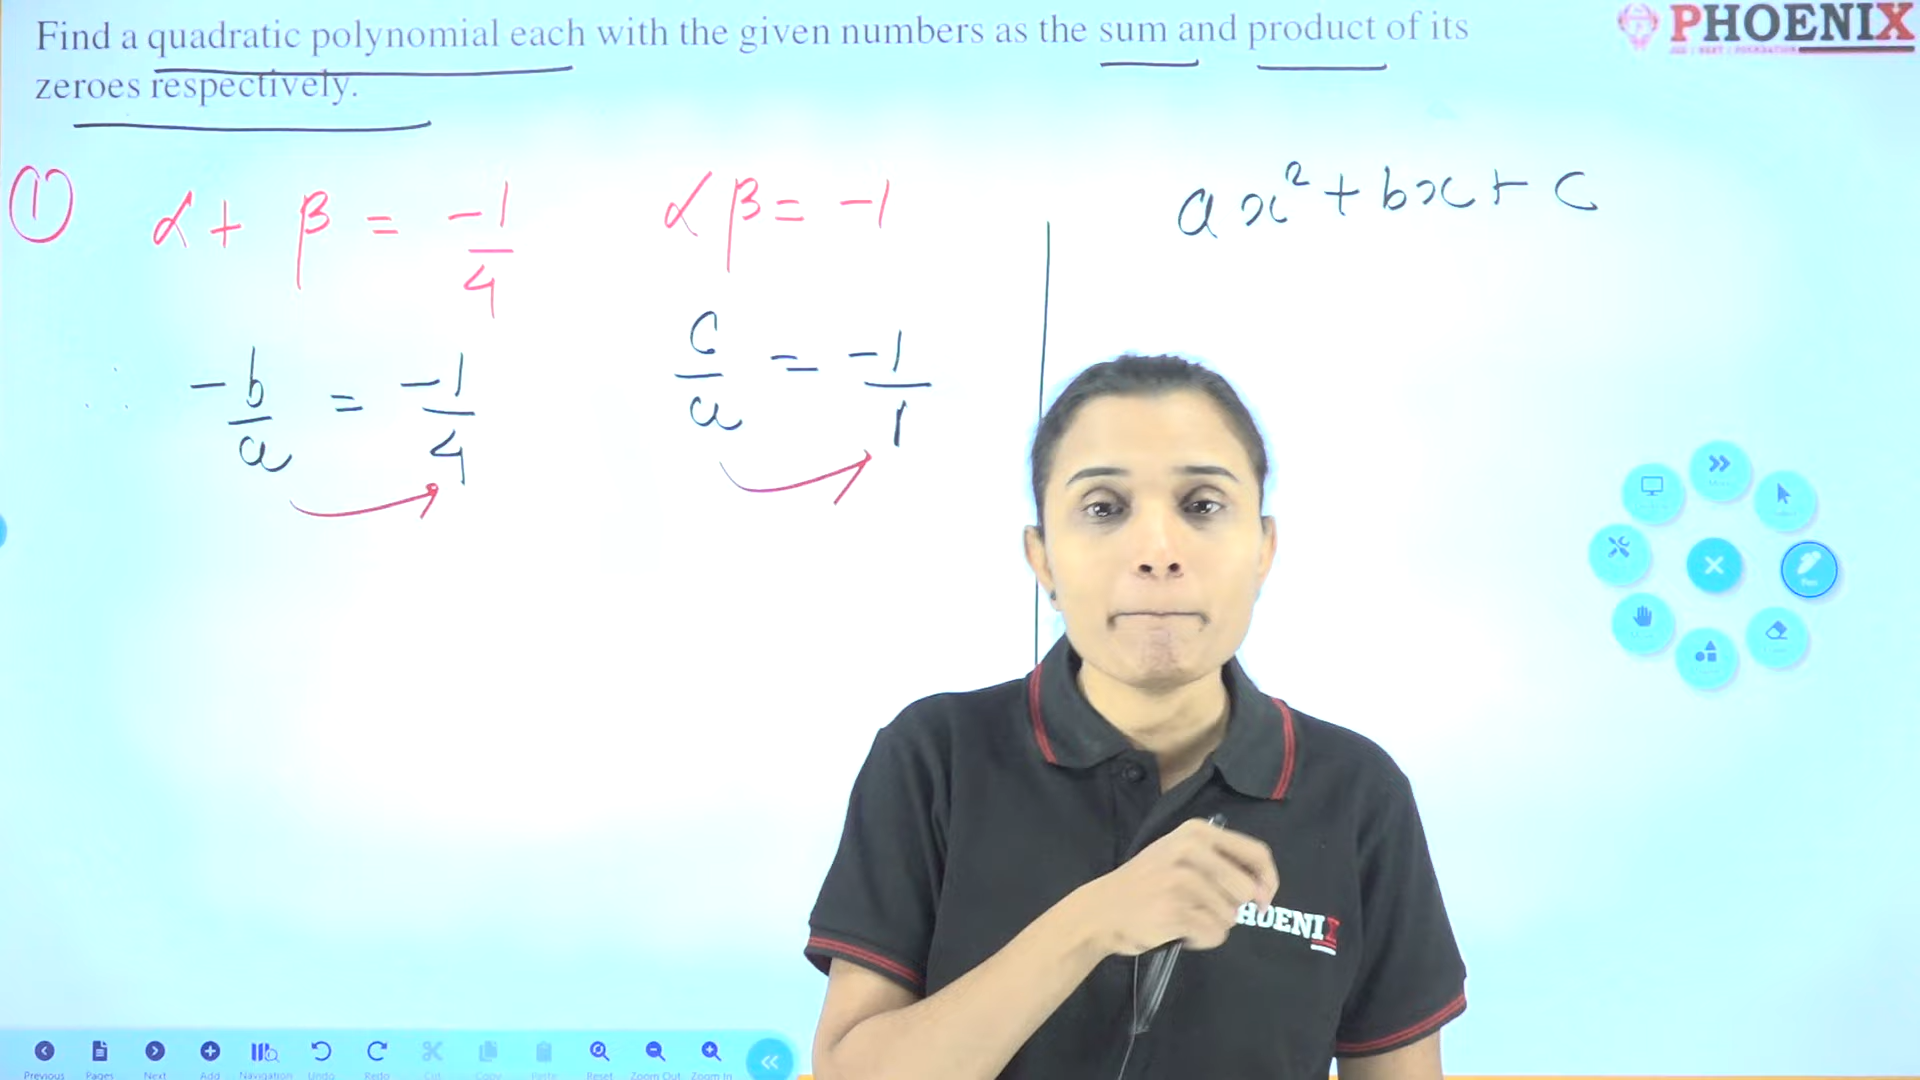 Find a quadratic polynomial each with the given numbers as the sum and product of its
zeroes respectively.
PHOENIX
① α + β = -1/4
αβ = -1
ax² + bx + c
∴ -b/a = -1/4
c/a = -1/1
HOENIX
Previous
Pages
Next
Add
Navigation
Undo
Redo
Cut
Copy
Paste
Reset
Zoom Out
Zoom In